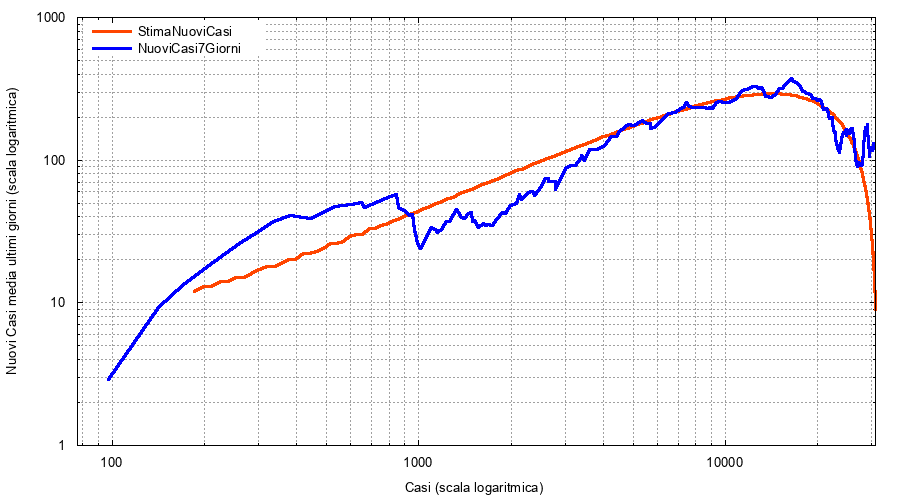 1000
100
10
1
StimaNuoviCasi
NuoviCasi7Giorni
Nuovi Casi media ultimi giorni (scala logaritmica)
100 1000 10000
Casi (scala logaritmica)